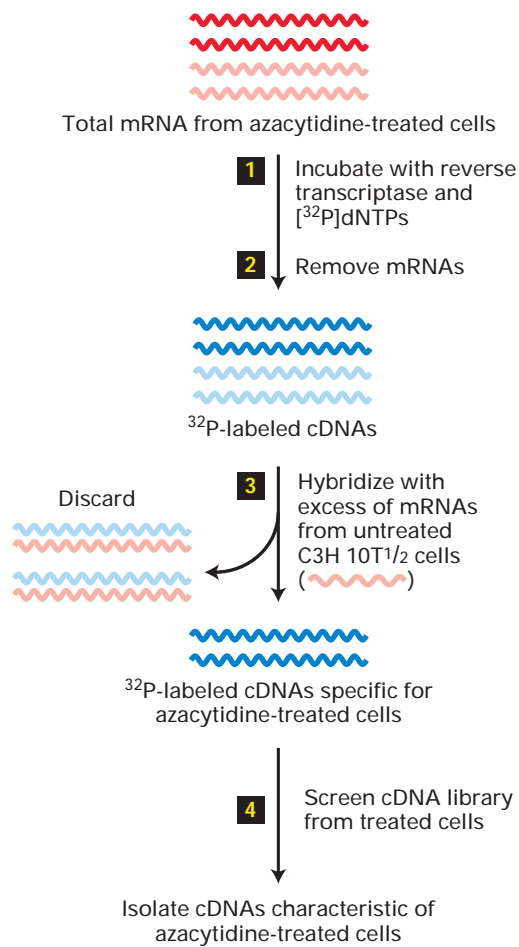 Total mRNA from azacytidine-treated cells
1
Incubate with reverse
transcriptase and
[³²P]dNTPs
2
Remove mRNAs
³²P-labeled cDNAs
3
Hybridize with
excess of mRNAs
from untreated
C3H 10T¹/₂ cells
( )
Discard
³²P-labeled cDNAs specific for
azacytidine-treated cells
4
Screen cDNA library
from treated cells
Isolate cDNAs characteristic of
azacytidine-treated cells